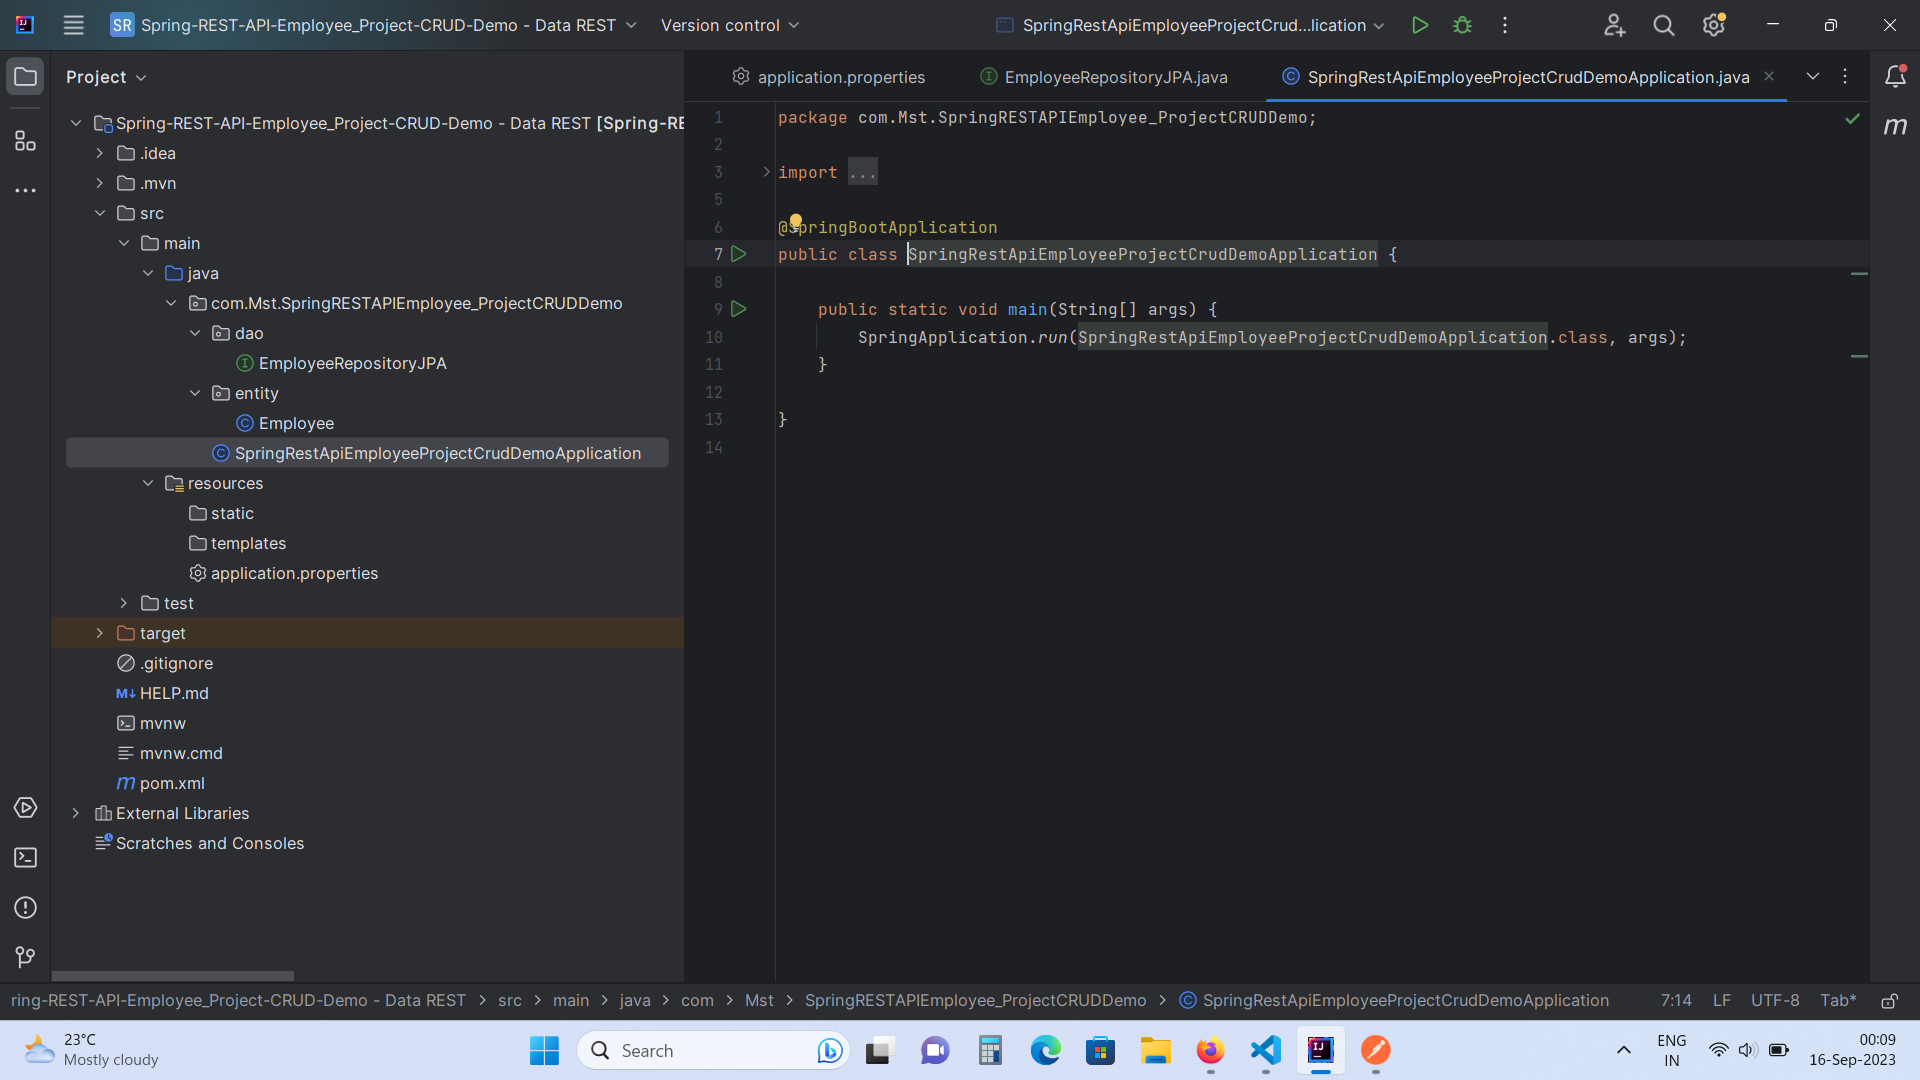 SR Spring-REST-API-Employee_Project-CRUD-Demo - Data REST Version control SpringRestApiEmployeeProjectCrud...lication
Project
application.properties EmployeeRepositoryJPA.java SpringRestApiEmployeeProjectCrudDemoApplication.java
Spring-REST-API-Employee_Project-CRUD-Demo - Data REST [Spring-RE
.idea
.mvn
src
main
java
com.Mst.SpringRESTAPIEmployee_ProjectCRUDDemo
dao
EmployeeRepositoryJPA
entity
Employee
SpringRestApiEmployeeProjectCrudDemoApplication
resources
static
templates
application.properties
test
target
.gitignore
HELP.md
mvnw
mvnw.cmd
pom.xml
External Libraries
Scratches and Consoles
1 package com.Mst.SpringRESTAPIEmployee_ProjectCRUDDemo;
2
3 import ...
5
6 @SpringBootApplication
7 public class SpringRestApiEmployeeProjectCrudDemoApplication {
8
9 public static void main(String[] args) {
10 SpringApplication.run(SpringRestApiEmployeeProjectCrudDemoApplication.class, args);
11 }
12
13 }
14
ring-REST-API-Employee_Project-CRUD-Demo - Data REST > src > main > java > com > Mst > SpringRESTAPIEmployee_ProjectCRUDDemo > SpringRestApiEmployeeProjectCrudDemoApplication 7:14 LF UTF-8 Tab*
23°C
Mostly cloudy
Search
ENG
IN
00:09
16-Sep-2023